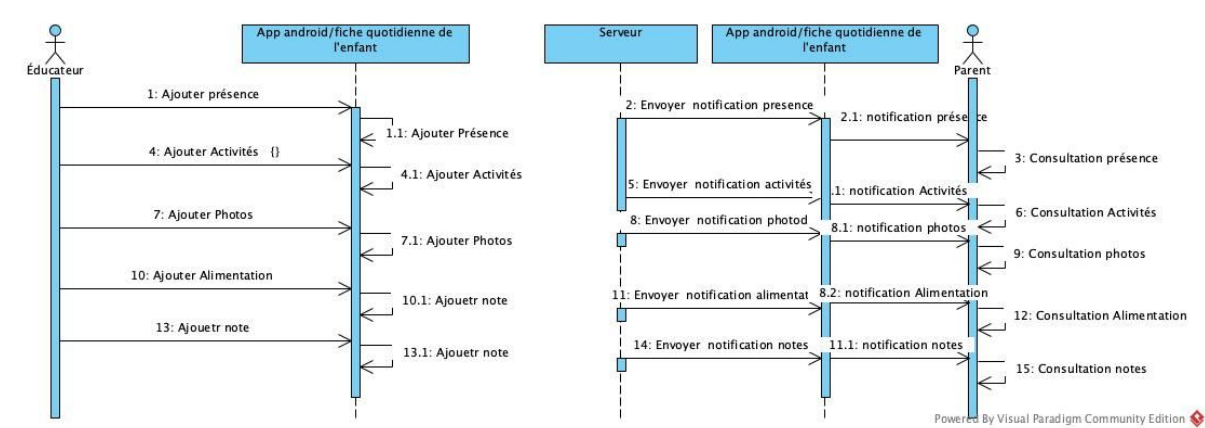 App android/fiche quotidienne de
l'enfant
Serveur
App android/fiche quotidienne de
l'enfant
Éducateur
Parent
1: Ajouter présence
2: Envoyer notification presence
2.1: notification présence
1.1: Ajouter Présence
4: Ajouter Activités {}
3: Consultation présence
4.1: Ajouter Activités
5: Envoyer notification activités
.1: notification Activités
7: Ajouter Photos
6: Consultation Activités
8: Envoyer notification photod
8.1: notification photos
7.1: Ajouter Photos
9: Consultation photos
10: Ajouter Alimentation
10.1: Ajouetr note
11: Envoyer notification alimentat
8.2: notification Alimentation
12: Consultation Alimentation
13: Ajouetr note
13.1: Ajouetr note
14: Envoyer notification notes
11.1: notification notes
15: Consultation notes
Powered By Visual Paradigm Community Edition